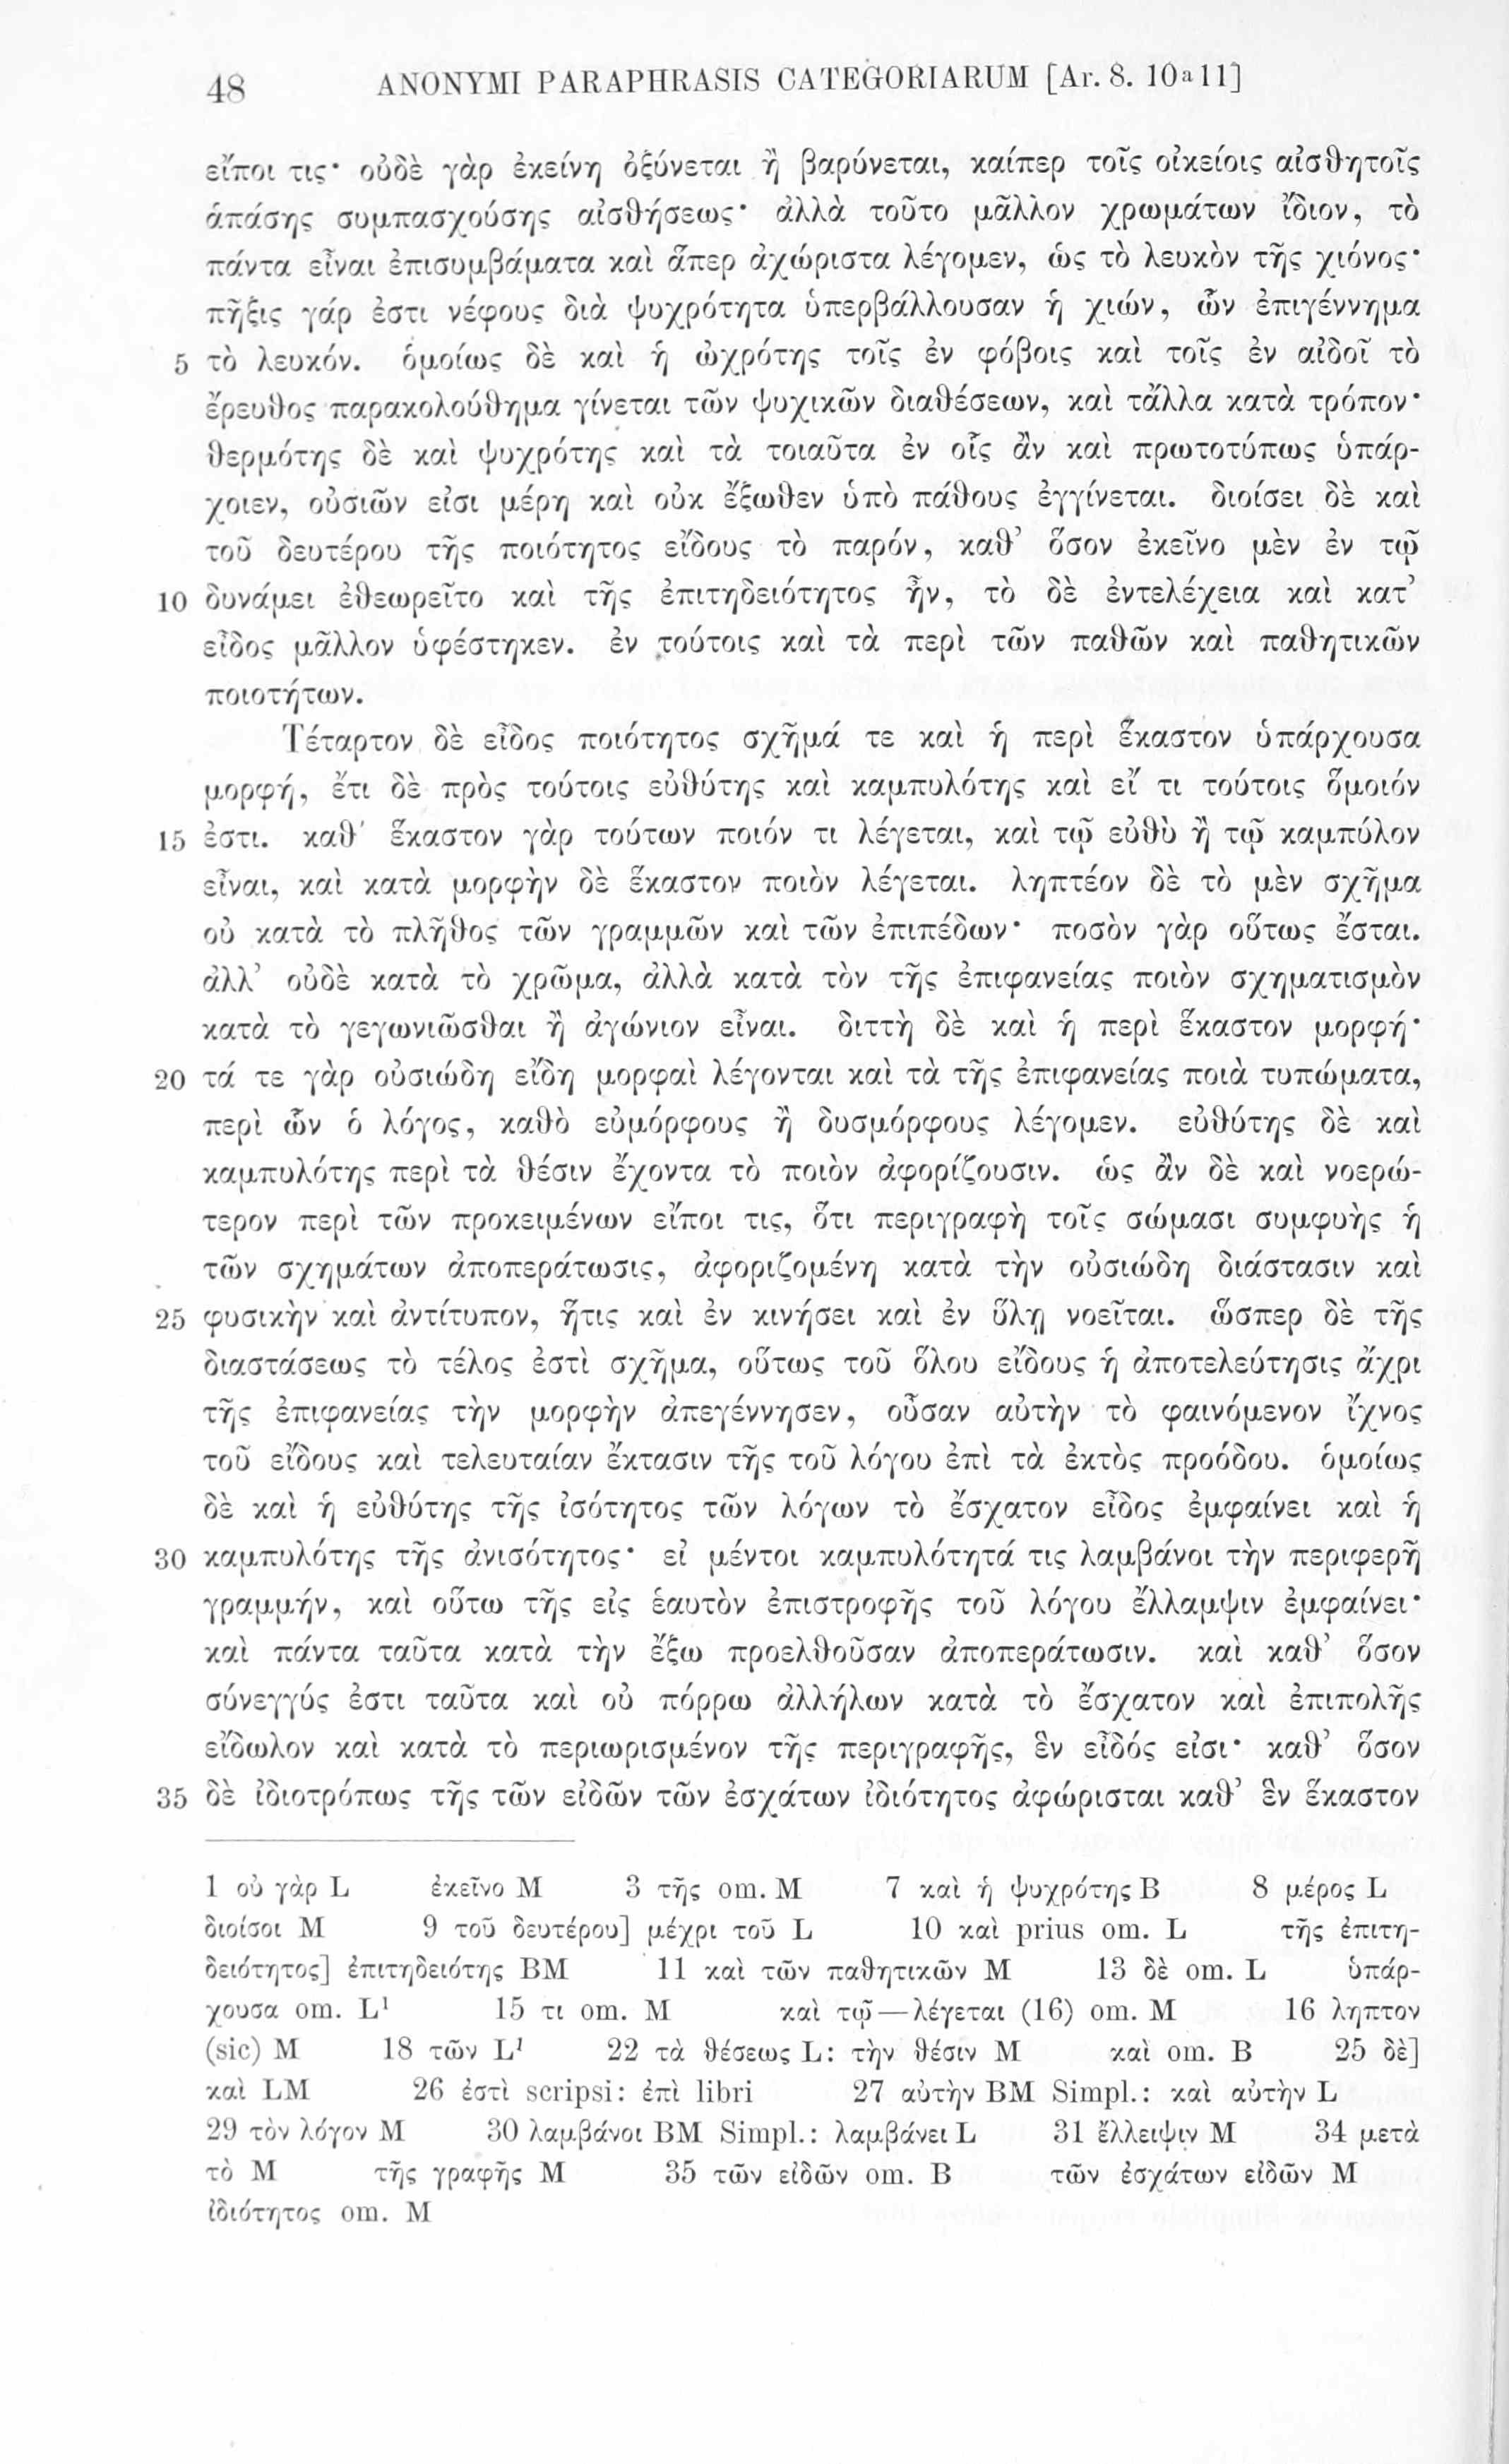 48 ANONYMI PARAPHRASIS CATEGORIARUM [Ar. 8. 10a11]
εἴποι τις· οὐδὲ γὰρ ἐκείνη ὀξύνεται ἢ βαρύνεται, καίπερ τοῖς οἰκείοις αἰσθητοῖς
ἁπάσης συμπασχούσης αἰσθήσεως· ἀλλὰ τοῦτο μᾶλλον χρωμάτων ἴδιον, τὸ
πάντα εἶναι ἐπισυμβάματα καὶ ἅπερ ἀχώριστα λέγομεν, ὡς τὸ λευκὸν τῆς χιόνος·
πῆξις γάρ ἐστι νέφους διὰ ψυχρότητα ὑπερβάλλουσαν ἡ χιών, ὧν ἐπιγέννημα
5 τὸ λευκόν. ὁμοίως δὲ καὶ ἡ ὠχρότης τοῖς ἐν φόβοις καὶ τοῖς ἐν αἰδοῖ τὸ
ἔρευθος παρακολούθημα γίνεται τῶν ψυχικῶν διαθέσεων, καὶ τἄλλα κατὰ τρόπον·
θερμότης δὲ καὶ ψυχρότης καὶ τὰ τοιαῦτα ἐν οἷς ἂν καὶ πρωτοτύπως ὑπάρ-
χοιεν, οὐσιῶν εἰσι μέρη καὶ οὐκ ἔξωθεν ὑπὸ πάθους ἐγγίνεται. διοίσει δὲ καὶ
τοῦ δευτέρου τῆς ποιότητος εἴδους τὸ παρόν, καθ’ ὅσον ἐκεῖνο μὲν ἐν τῷ
10 δυνάμει ἐθεωρεῖτο καὶ τῆς ἐπιτηδειότητος ἦν, τὸ δὲ ἐντελέχεια καὶ κατ’
εἶδος μᾶλλον ὑφέστηκεν. ἐν τούτοις καὶ τὰ περὶ τῶν παθῶν καὶ παθητικῶν
ποιοτήτων.
Τέταρτον δὲ εἶδος ποιότητος σχῆμά τε καὶ ἡ περὶ ἕκαστον ὑπάρχουσα
μορφή, ἔτι δὲ πρὸς τούτοις εὐθύτης καὶ καμπυλότης καὶ εἴ τι τούτοις ὅμοιόν
15 ἐστι. καθ’ ἕκαστον γὰρ τούτων ποιόν τι λέγεται, καὶ τῷ εὐθὺ ἢ τῷ καμπύλον
εἶναι, καὶ κατὰ μορφὴν δὲ ἕκαστον ποιὸν λέγεται. ληπτέον δὲ τὸ μὲν σχῆμα
οὐ κατὰ τὸ πλῆθος τῶν γραμμῶν καὶ τῶν ἐπιπέδων· ποσὸν γὰρ οὕτως ἔσται.
ἀλλ’ οὐδὲ κατὰ τὸ χρῶμα, ἀλλὰ κατὰ τὸν τῆς ἐπιφανείας ποιὸν σχηματισμὸν
κατὰ τὸ γεγωνιῶσθαι ἢ ἀγώνιον εἶναι. διττὴ δὲ καὶ ἡ περὶ ἕκαστον μορφή·
20 τά τε γὰρ οὐσιώδη εἴδη μορφαὶ λέγονται καὶ τὰ τῆς ἐπιφανείας ποιὰ τυπώματα,
περὶ ὧν ὁ λόγος, καθὸ εὐμόρφους ἢ δυσμόρφους λέγομεν. εὐθύτης δὲ καὶ
καμπυλότης περὶ τὰ θέσιν ἔχοντα τὸ ποιὸν ἀφορίζουσιν. ὡς ἂν δὲ καὶ νοερώ-
τερον περὶ τῶν προκειμένων εἴποι τις, ὅτι περιγραφὴ τοῖς σώμασι συμφυὴς ἡ
τῶν σχημάτων ἀποπεράτωσις, ἀφοριζομένη κατὰ τὴν οὐσιώδη διάστασιν καὶ
25 φυσικὴν καὶ ἀντίτυπον, ἥτις καὶ ἐν κινήσει καὶ ἐν ὕλῃ νοεῖται. ὥσπερ δὲ τῆς
διαστάσεως τὸ τέλος ἐστὶ σχῆμα, οὕτως τοῦ ὅλου εἴδους ἡ ἀποτελεύτησις ἄχρι
τῆς ἐπιφανείας τὴν μορφὴν ἀπεγέννησεν, οὖσαν αὐτὴν τὸ φαινόμενον ἴχνος
τοῦ εἴδους καὶ τελευταίαν ἔκτασιν τῆς τοῦ λόγου ἐπὶ τὰ ἐκτὸς προόδου. ὁμοίως
δὲ καὶ ἡ εὐθύτης τῆς ἰσότητος τῶν λόγων τὸ ἔσχατον εἶδος ἐμφαίνει καὶ ἡ
30 καμπυλότης τῆς ἀνισότητος· εἰ μέντοι καμπυλότητά τις λαμβάνοι τὴν περιφερῆ
γραμμήν, καὶ οὕτω τῆς εἰς ἑαυτὸν ἐπιστροφῆς τοῦ λόγου ἔλλαμψιν ἐμφαίνει·
καὶ πάντα ταῦτα κατὰ τὴν ἔξω προελθοῦσαν ἀποπεράτωσιν. καὶ καθ’ ὅσον
σύνεγγύς ἐστι ταῦτα καὶ οὐ πόρρω ἀλλήλων κατὰ τὸ ἔσχατον καὶ ἐπιπολῆς
εἴδωλον καὶ κατὰ τὸ περιωρισμένον τῆς περιγραφῆς, ἓν εἶδός εἰσι· καθ’ ὅσον
35 δὲ ἰδιοτρόπως τῆς τῶν εἰδῶν τῶν ἐσχάτων ἰδιότητος ἀφώρισται καθ’ ἓν ἕκαστον
1 οὐ γὰρ L ἐκεῖνο M 3 τῆς om. M 7 καὶ ἡ ψυχρότης B 8 μέρος L
διοίσοι M 9 τοῦ δευτέρου] μέχρι τοῦ L 10 καὶ prius om. L τῆς ἐπιτη-
δειότητος] ἐπιτηδειότης BM 11 καὶ τῶν παθητικῶν M 13 δὲ om. L ὑπάρ-
χουσα om. L¹ 15 τι om. M καὶ τῷ—λέγεται (16) om. M 16 ληπτον
(sic) M 18 τῶν L¹ 22 τὰ θέσεως L: τὴν θέσιν M καὶ om. B 25 δὲ]
καὶ LM 26 ἐστὶ scripsi: ἐπὶ libri 27 αὐτὴν BM Simpl.: καὶ αὐτὴν L
29 τὸν λόγον M 30 λαμβάνοι BM Simpl.: λαμβάνει L 31 ἔλλειψιν M 34 μετὰ
τὸ M τῆς γραφῆς M 35 τῶν εἰδῶν om. B τῶν ἐσχάτων εἰδῶν M
ἰδιότητος om. M